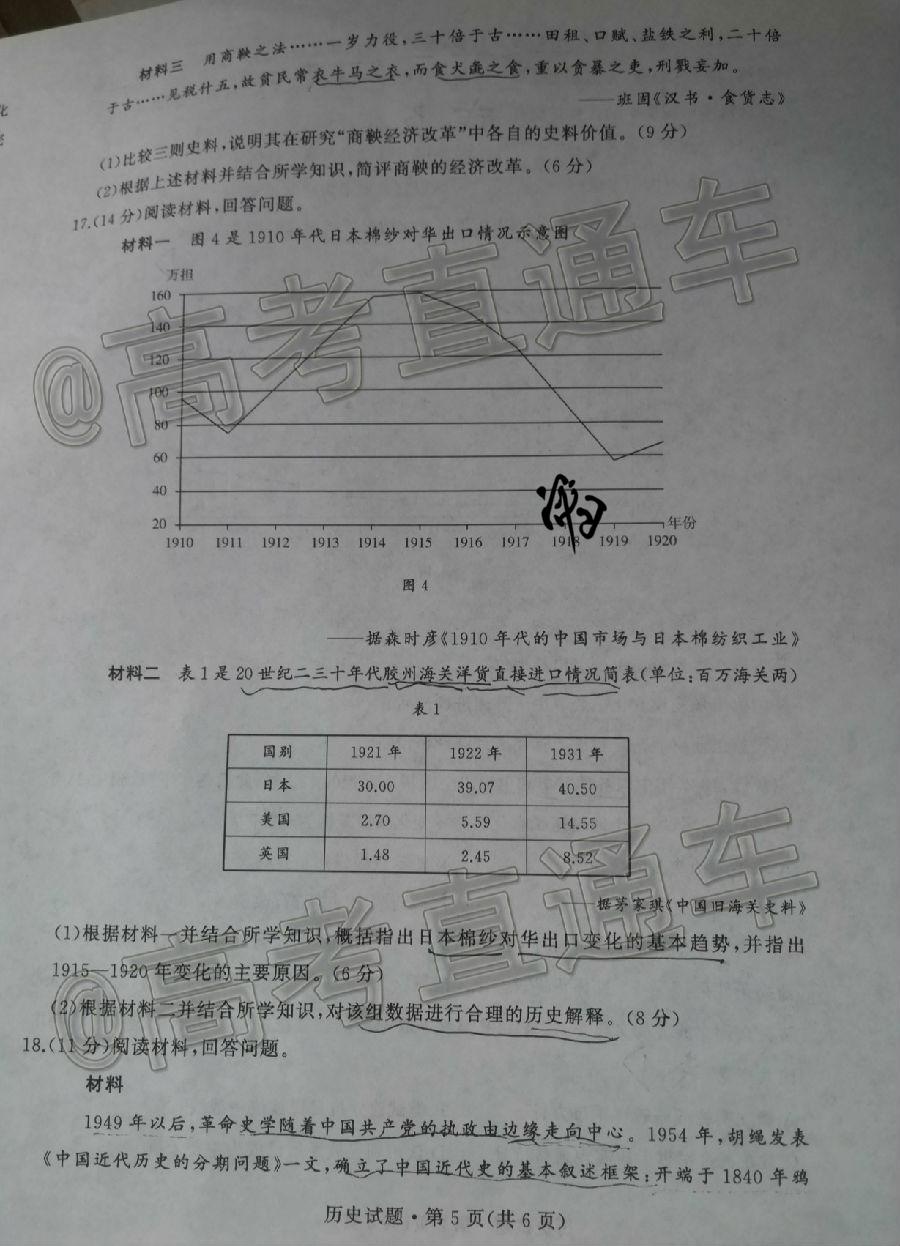 材料三 用商鞅之法……一岁力役,三十倍于古……田租、口赋、盐铁之利,二十倍
于古……见税什五,故贫民常衣牛马之衣,而食犬彘之食,重以贪暴之吏,刑戮妄加。
——班固《汉书·食货志》
(1)比较三则史料,说明其在研究“商鞅经济改革”中各自的史料价值。(9分)
(2)根据上述材料并结合所学知识,简评商鞅的经济改革。(6分)
17.(14分)阅读材料,回答问题。
材料一 图4是1910年代日本棉纱对华出口情况示意图
万担
160
140
120
100
80
60
40
20
年份
1910 1911 1912 1913 1914 1915 1916 1917 1918 1919 1920
图4
——据森时彦《1910年代的中国市场与日本棉纺织工业》
材料二 表1是20世纪二三十年代胶州海关洋货直接进口情况简表(单位:百万海关两)
表1
国别 1921年 1922年 1931年
日本 30.00 39.07 40.50
美国 2.70 5.59 14.55
英国 1.48 2.45 8.52
——据茅家琪《中国旧海关史料》
(1)根据材料一并结合所学知识,概括指出日本棉纱对华出口变化的基本趋势,并指出
1915—1920年变化的主要原因。(6分)
(2)根据材料二并结合所学知识,对该组数据进行合理的历史解释。(8分)
18.(11分)阅读材料,回答问题。
材料
1949年以后,革命史学随着中国共产党的执政由边缘走向中心。1954年,胡绳发表
《中国近代历史的分期问题》一文,确立了中国近代史的基本叙述框架:开端于1840年鸦
历史试题·第5页(共6页)
@高考直通车
@高考直通车